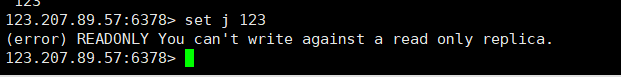 123
123.207.89.57:6378> set j 123
(error) READONLY You can't write against a read only replica.
123.207.89.57:6378>